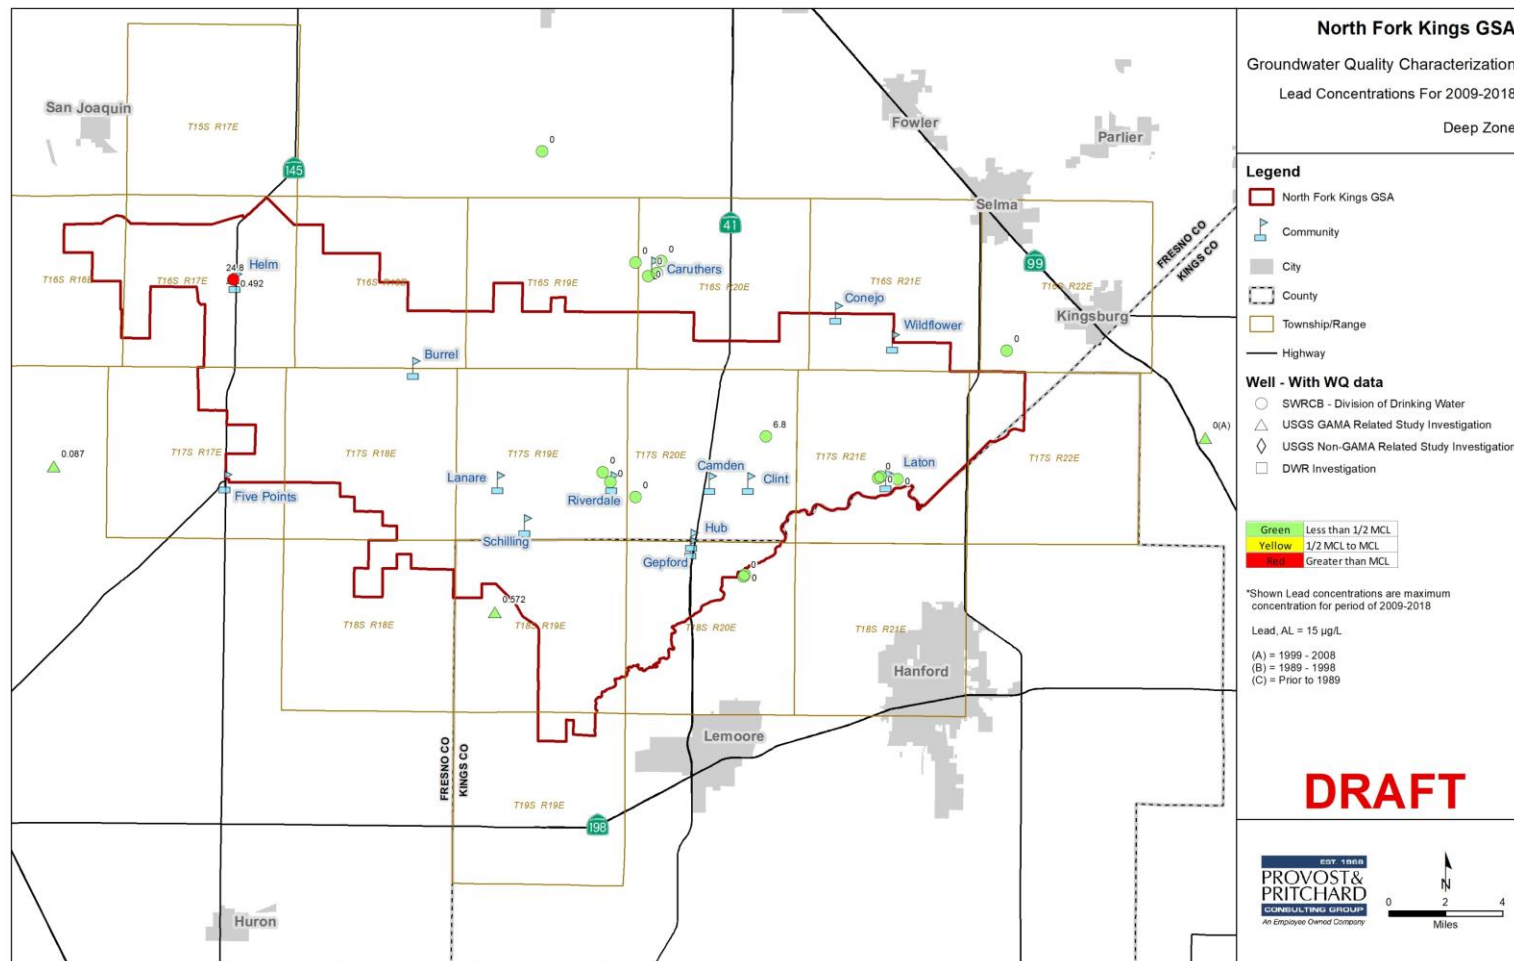 North Fork Kings GSA
Groundwater Quality Characterization
Lead Concentrations For 2009-2018
Deep Zone
Legend
North Fork Kings GSA
Community
City
County
Township/Range
Highway
Well - With WQ data
SWRCB - Division of Drinking Water
USGS GAMA Related Study Investigation
USGS Non-GAMA Related Study Investigation
DWR Investigation
Green Less than 1/2 MCL
Yellow 1/2 MCL to MCL
Red Greater than MCL
*Shown Lead concentrations are maximum
concentration for period of 2009-2018
Lead, AL = 15 µg/L
(A) = 1999 - 2008
(B) = 1989 - 1998
(C) = Prior to 1989
DRAFT
EST. 1968
PROVOST&
PRITCHARD
CONSULTING GROUP
An Employee Owned Company
N
0 2 4
Miles
San Joaquin
T15S R17E
145
0
Fowler
Parlier
Selma
41
99
FRESNO CO
KINGS CO
T16S R16E
T16S R17E
24.8
Helm
0.492
T16S R18E
T16S R19E
0
0
0
0
Caruthers
T16S R20E
T16S R21E
T16S R22E
Conejo
Wildflower
Kingsburg
0
Burrel
6.8
0(A)
0.087
T17S R17E
T17S R18E
T17S R19E
T17S R20E
T17S R21E
T17S R22E
Five Points
Lanare
0
0
Riverdale
0
Camden
Clint
0
0
0
Laton
Schilling
Hub
Gepford
0
0
0.572
T18S R18E
T18S R19E
T18S R20E
T18S R21E
Hanford
Lemoore
FRESNO CO
KINGS CO
T19S R19E
198
Huron